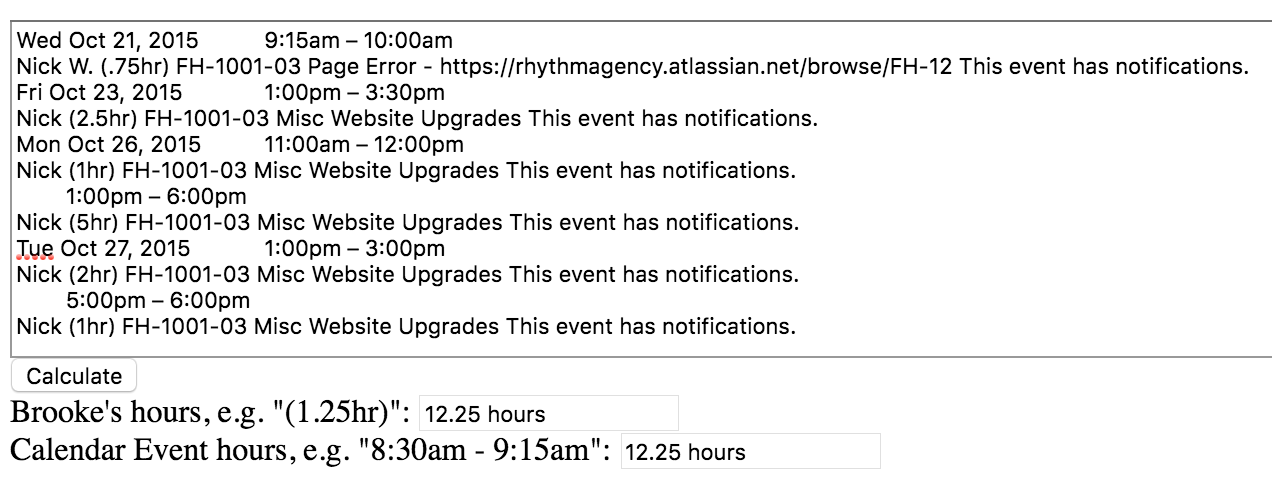 Wed Oct 21, 2015 9:15am – 10:00am
Nick W. (.75hr) FH-1001-03 Page Error - https://rhythmagency.atlassian.net/browse/FH-12 This event has notifications.
Fri Oct 23, 2015 1:00pm – 3:30pm
Nick (2.5hr) FH-1001-03 Misc Website Upgrades This event has notifications.
Mon Oct 26, 2015 11:00am – 12:00pm
Nick (1hr) FH-1001-03 Misc Website Upgrades This event has notifications.
1:00pm – 6:00pm
Nick (5hr) FH-1001-03 Misc Website Upgrades This event has notifications.
Tue Oct 27, 2015 1:00pm – 3:00pm
Nick (2hr) FH-1001-03 Misc Website Upgrades This event has notifications.
5:00pm – 6:00pm
Nick (1hr) FH-1001-03 Misc Website Upgrades This event has notifications.
Calculate
Brooke's hours, e.g. "(1.25hr)": 12.25 hours
Calendar Event hours, e.g. "8:30am - 9:15am": 12.25 hours